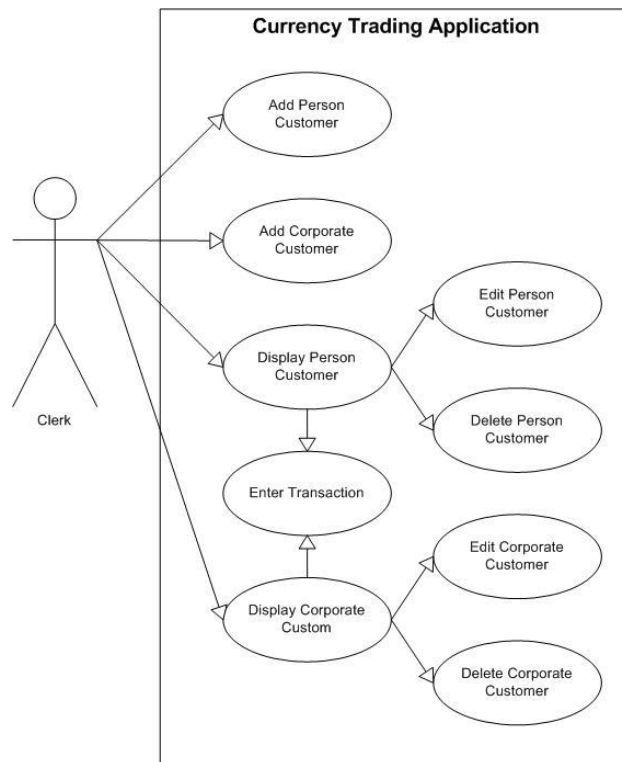 Currency Trading Application
Add Person
Customer
Add Corporate
Customer
Edit Person
Customer
Display Person
Customer
Delete Person
Customer
Clerk
Enter Transaction
Edit Corporate
Customer
Display Corporate
Custom
Delete Corporate
Customer